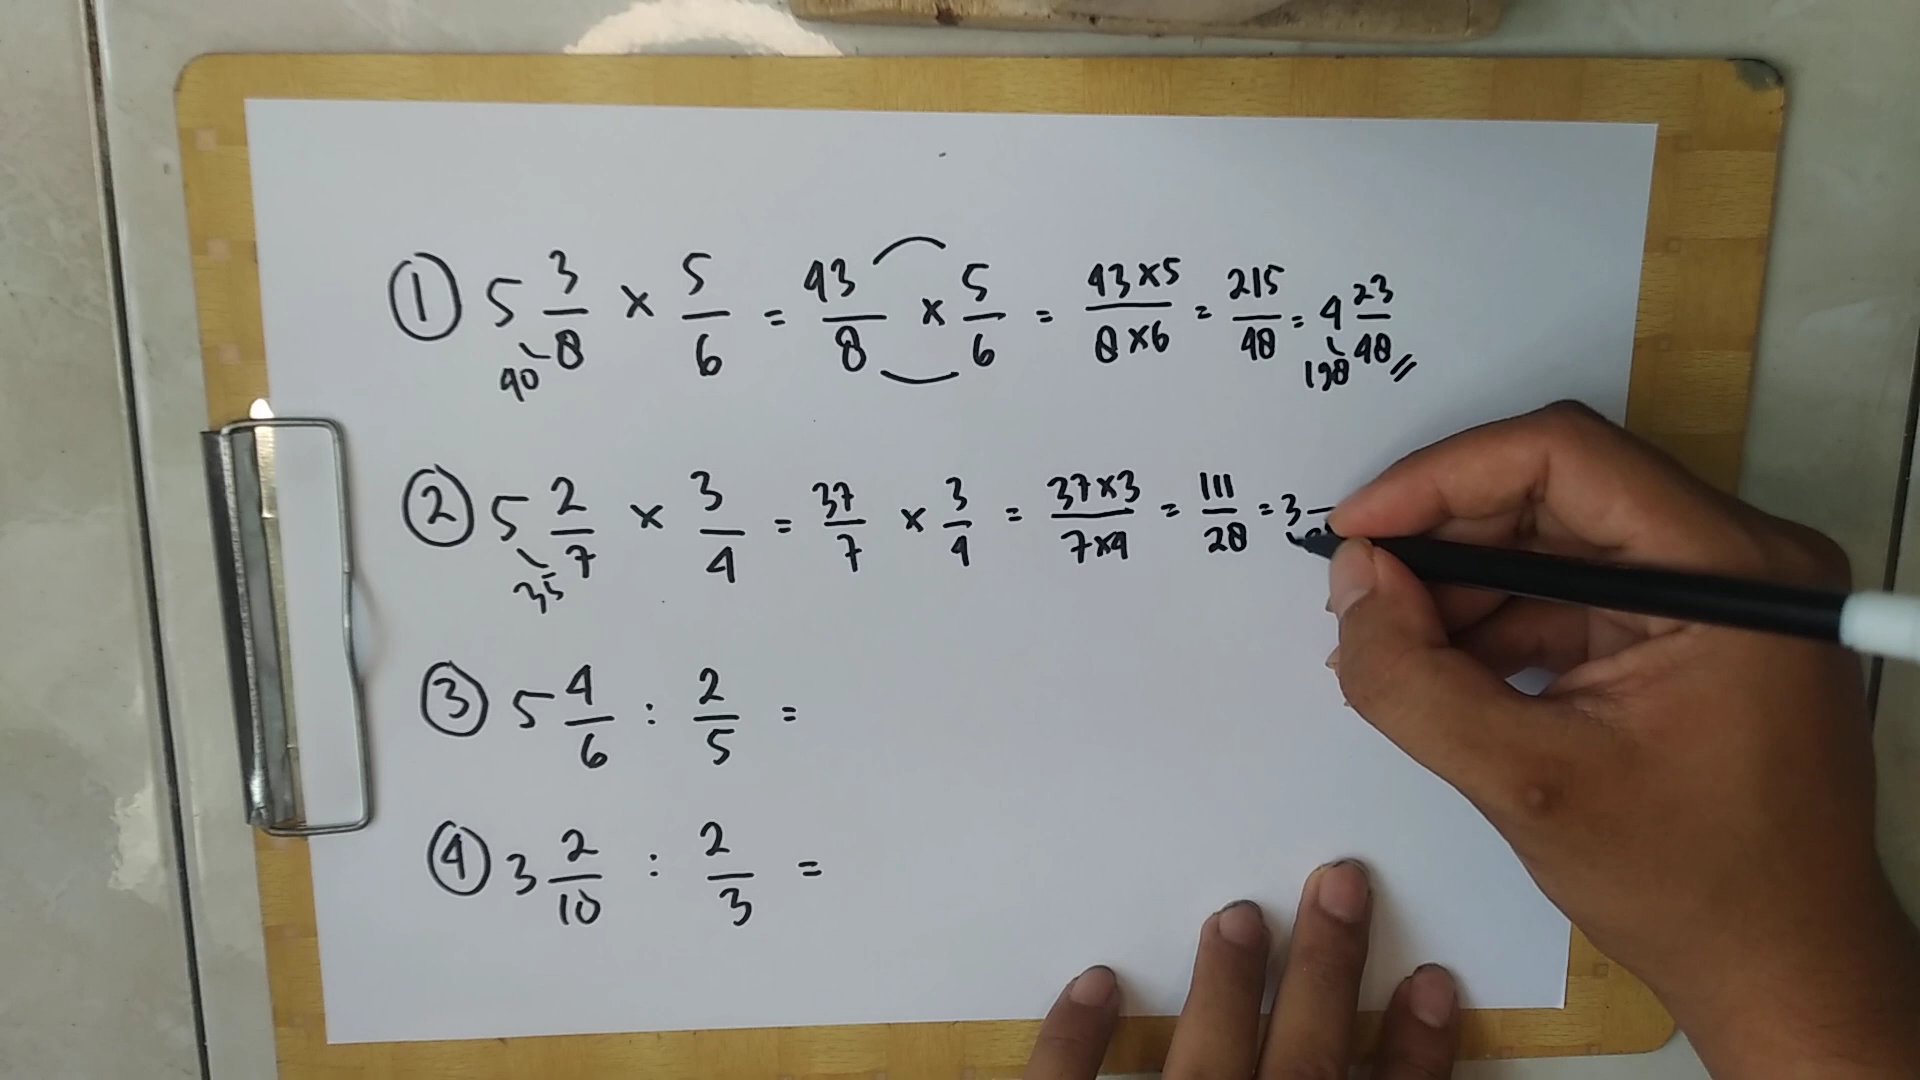 ① 5 3/8 × 5/6 = 43/8 × 5/6 = 43×5/8×6 = 215/48 = 4 23/48 //
40 198
② 5 2/7 × 3/4 = 37/7 × 3/4 = 37×3/7×4 = 111/28 = 3
35
③ 5 4/6 : 2/5 =
④ 3 2/10 : 2/3 =